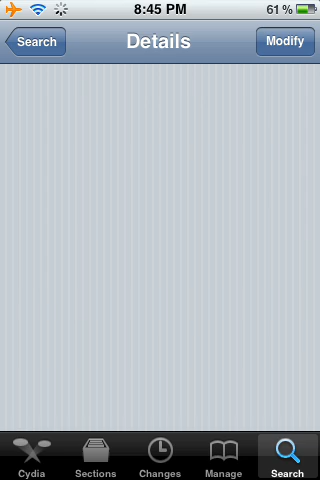 8:45 PM
61 %
Search
Details
Modify
Cydia
Sections
Changes
Manage
Search